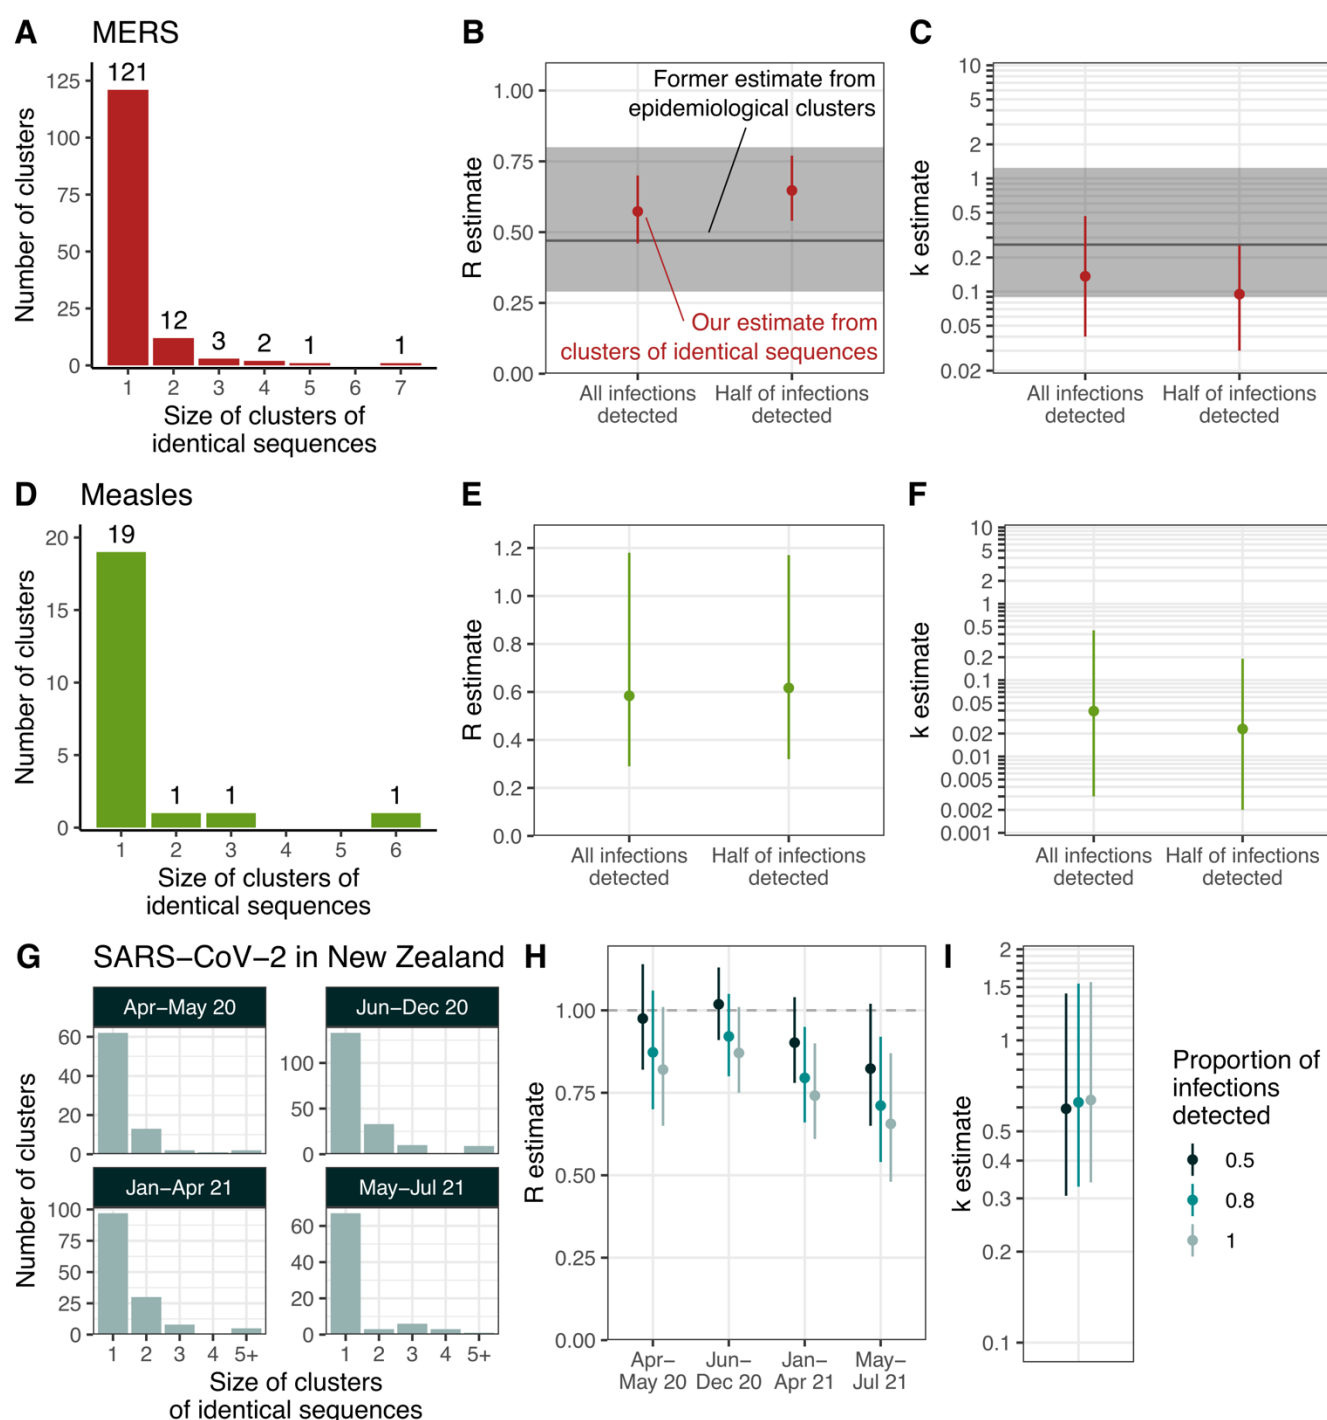 A MERS
121
12
3
2
1
1
125
100
75
50
25
0
Number of clusters
1 2 3 4 5 6 7
Size of clusters of
identical sequences
B
Former estimate from
epidemiological clusters
Our estimate from
clusters of identical sequences
1.00
0.75
0.50
0.25
0.00
R estimate
All infections
detected
Half of infections
detected
C
10
5
2
1
0.5
0.2
0.1
0.05
0.02
k estimate
All infections
detected
Half of infections
detected
D Measles
19
1
1
1
20
15
10
5
0
Number of clusters
1 2 3 4 5 6
Size of clusters of
identical sequences
E
1.2
1.0
0.8
0.6
0.4
0.2
0.0
R estimate
All infections
detected
Half of infections
detected
F
10
5
2
1
0.5
0.2
0.1
0.05
0.02
0.01
0.005
0.002
0.001
k estimate
All infections
detected
Half of infections
detected
G SARS−CoV−2 in New Zealand
Apr−May 20
60
40
20
0
Jun−Dec 20
100
50
0
Jan−Apr 21
100
75
50
25
0
May−Jul 21
60
40
20
0
Number of clusters
1 2 3 4 5+
1 2 3 4 5+
Size of clusters
of identical sequences
H
1.00
0.75
0.50
0.25
0.00
R estimate
Apr−
May 20
Jun−
Dec 20
Jan−
Apr 21
May−
Jul 21
I
2
1.5
1
0.5
0.4
0.3
0.2
0.1
k estimate
Proportion of
infections
detected
0.5
0.8
1